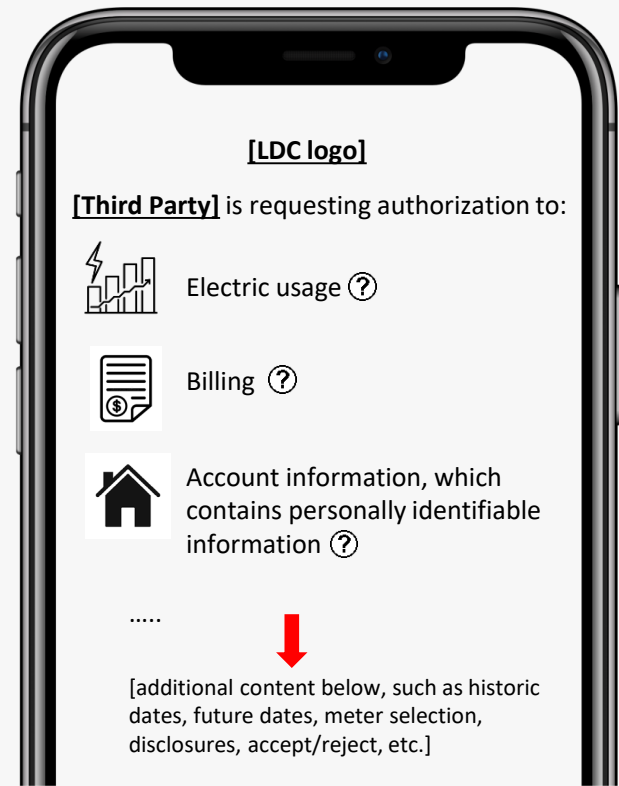 [LDC logo]
[Third Party] is requesting authorization to:
Electric usage ?
Billing ?
$
Account information, which
contains personally identifiable
information ?
.....
[additional content below, such as historic
dates, future dates, meter selection,
disclosures, accept/reject, etc.]